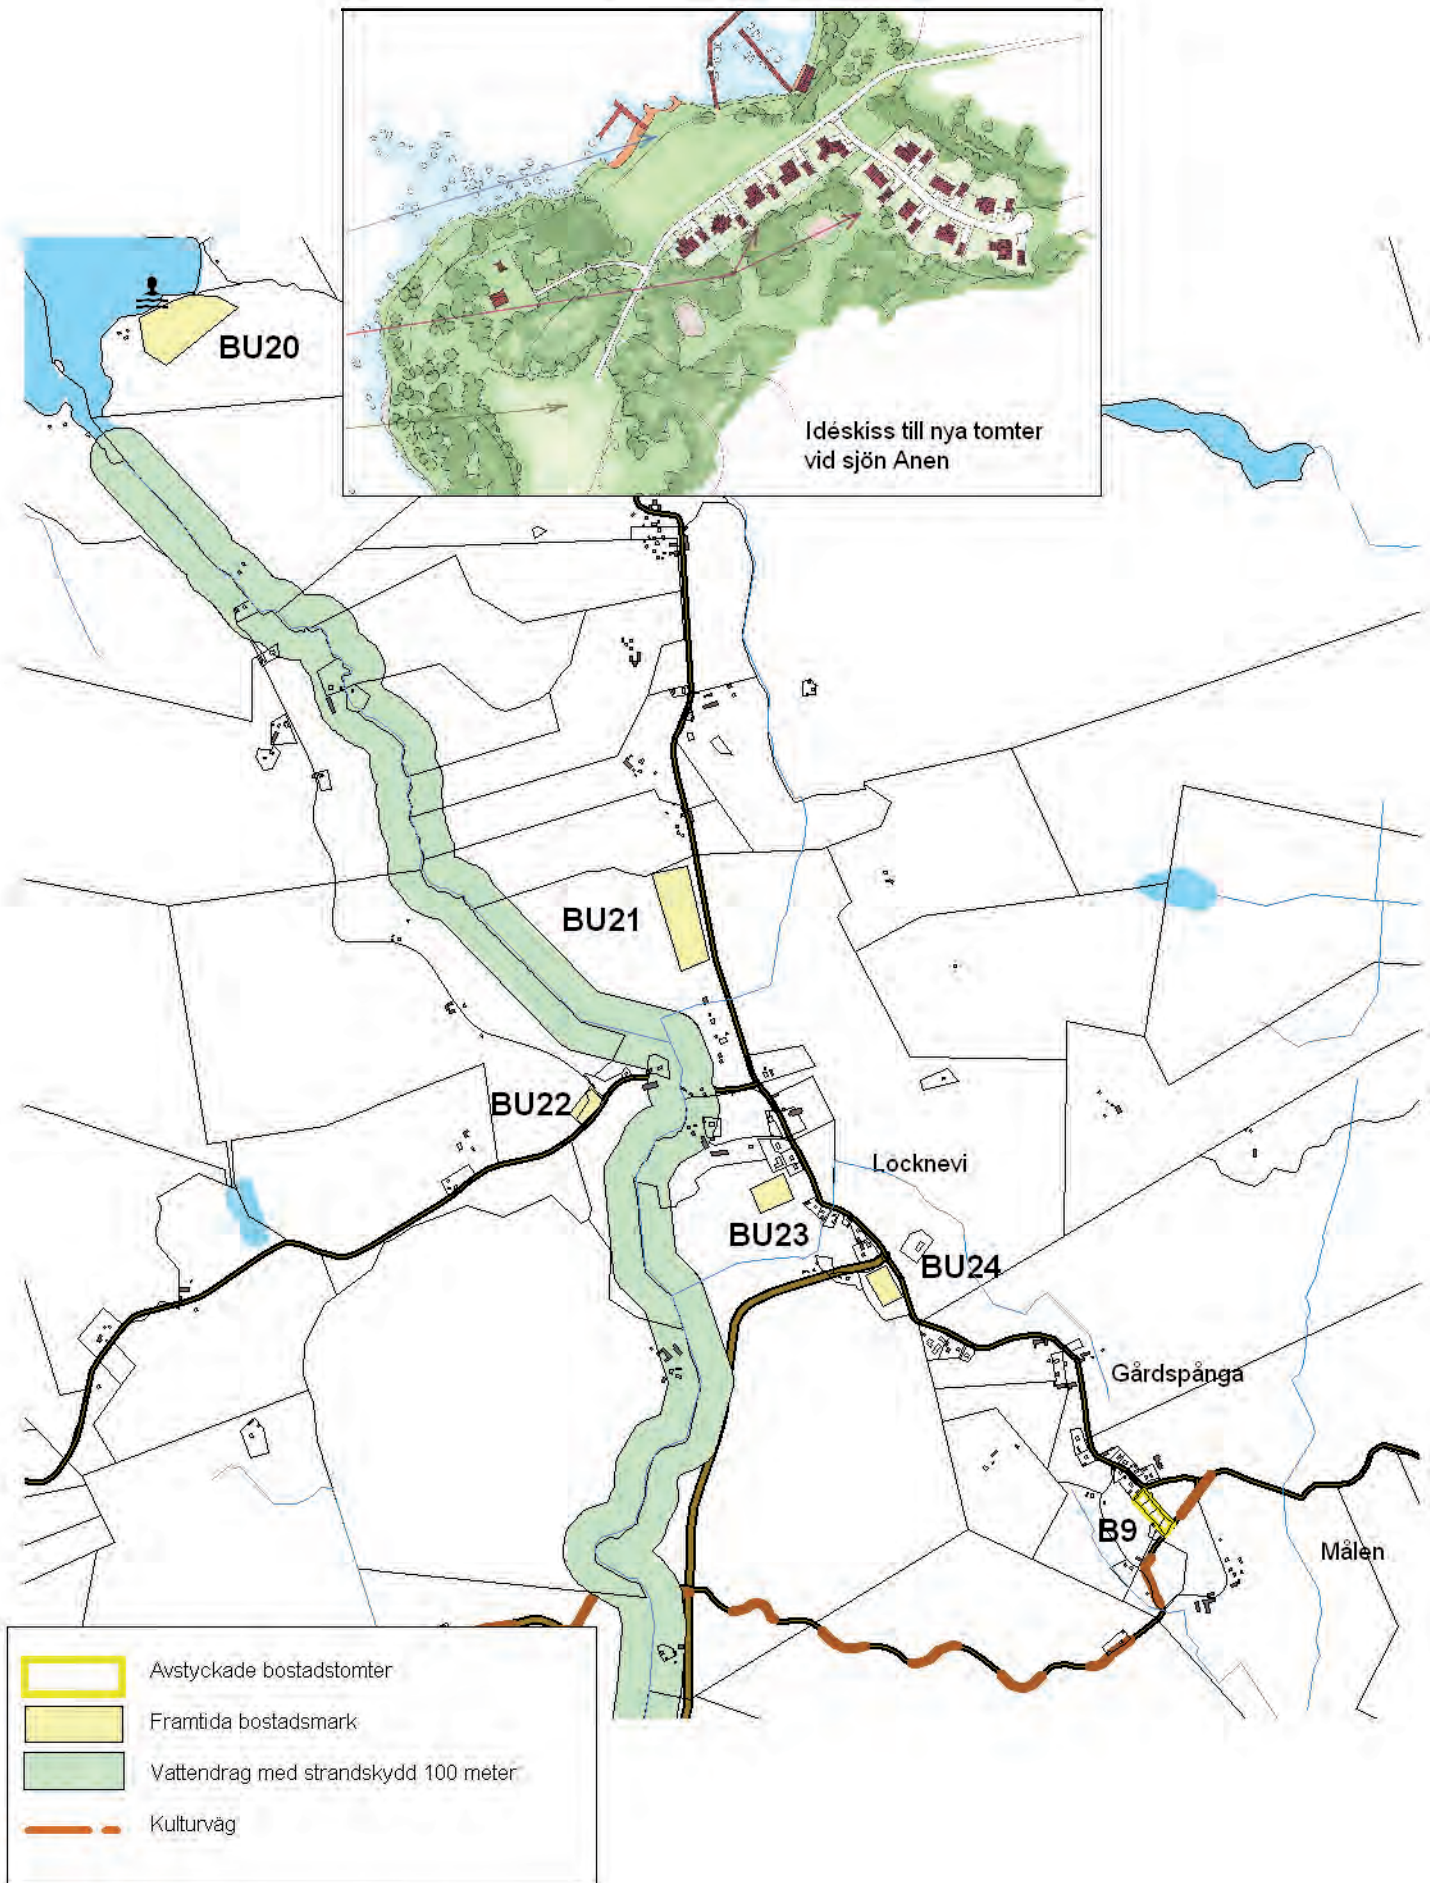 Idéskiss till nya tomter
vid sjön Anen
BU20
BU21
BU22
Locknevi
BU23
BU24
Gårdspånga
B9
Målen
Avstyckade bostadstomter
Framtida bostadsmark
Vattendrag med strandskydd 100 meter
Kulturväg